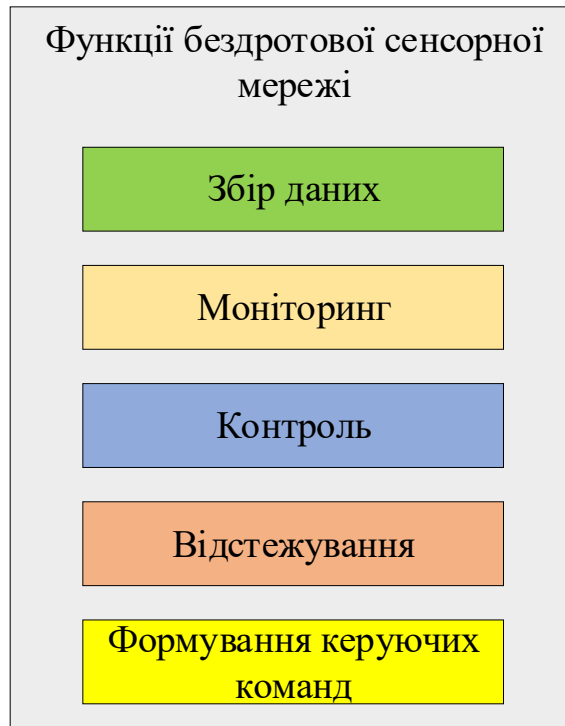 Функції бездротової сенсорної
мережі
Збір даних
Моніторинг
Контроль
Відстежування
Формування керуючих
команд